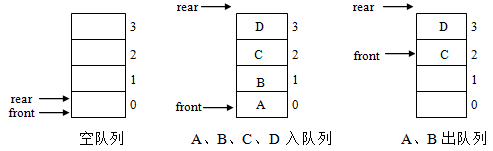 3
2
1
0
rear
front
空队列
rear
D 3
C 2
B 1
front A 0
A、B、C、D 入队列
rear
D 3
front C 2
1
0
A、B出队列